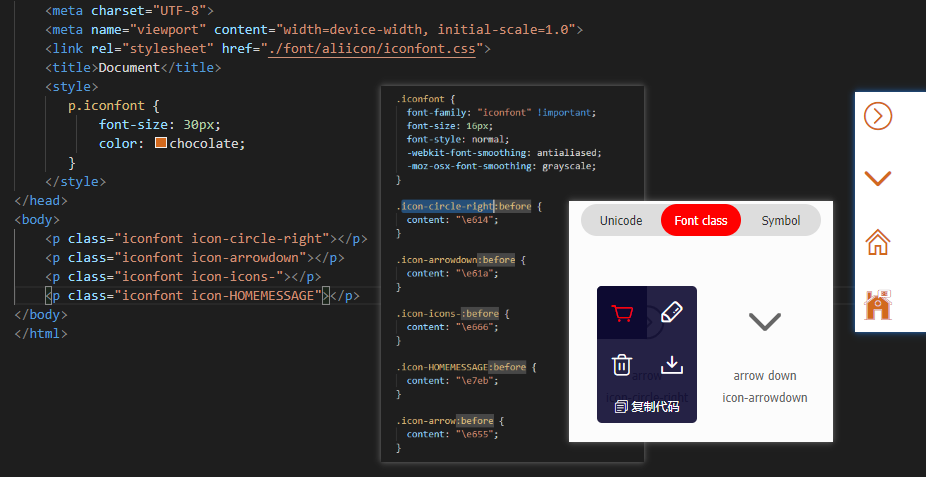 <meta charset="UTF-8">
<meta name="viewport" content="width=device-width, initial-scale=1.0">
<link rel="stylesheet" href="./font/aliicon/iconfont.css">
<title>Document</title>
<style>
p.iconfont {
font-size: 30px;
color: chocolate;
}
</style>
</head>
<body>
<p class="iconfont icon-circle-right"></p>
<p class="iconfont icon-arrowdown"></p>
<p class="iconfont icon-icons-"></p>
<p class="iconfont icon-HOMEMESSAGE"></p>
</body>
</html>
.iconfont {
font-family: "iconfont" !important;
font-size: 16px;
font-style: normal;
-webkit-font-smoothing: antialiased;
-moz-osx-font-smoothing: grayscale;
}
.icon-circle-right:before {
content: "\e614";
}
.icon-arrowdown:before {
content: "\e61a";
}
.icon-icons-:before {
content: "\e666";
}
.icon-HOMEMESSAGE:before {
content: "\e7eb";
}
.icon-arrow:before {
content: "\e655";
}
Unicode Font class Symbol
arrow
复制代码
arrow down
icon-arrowdown